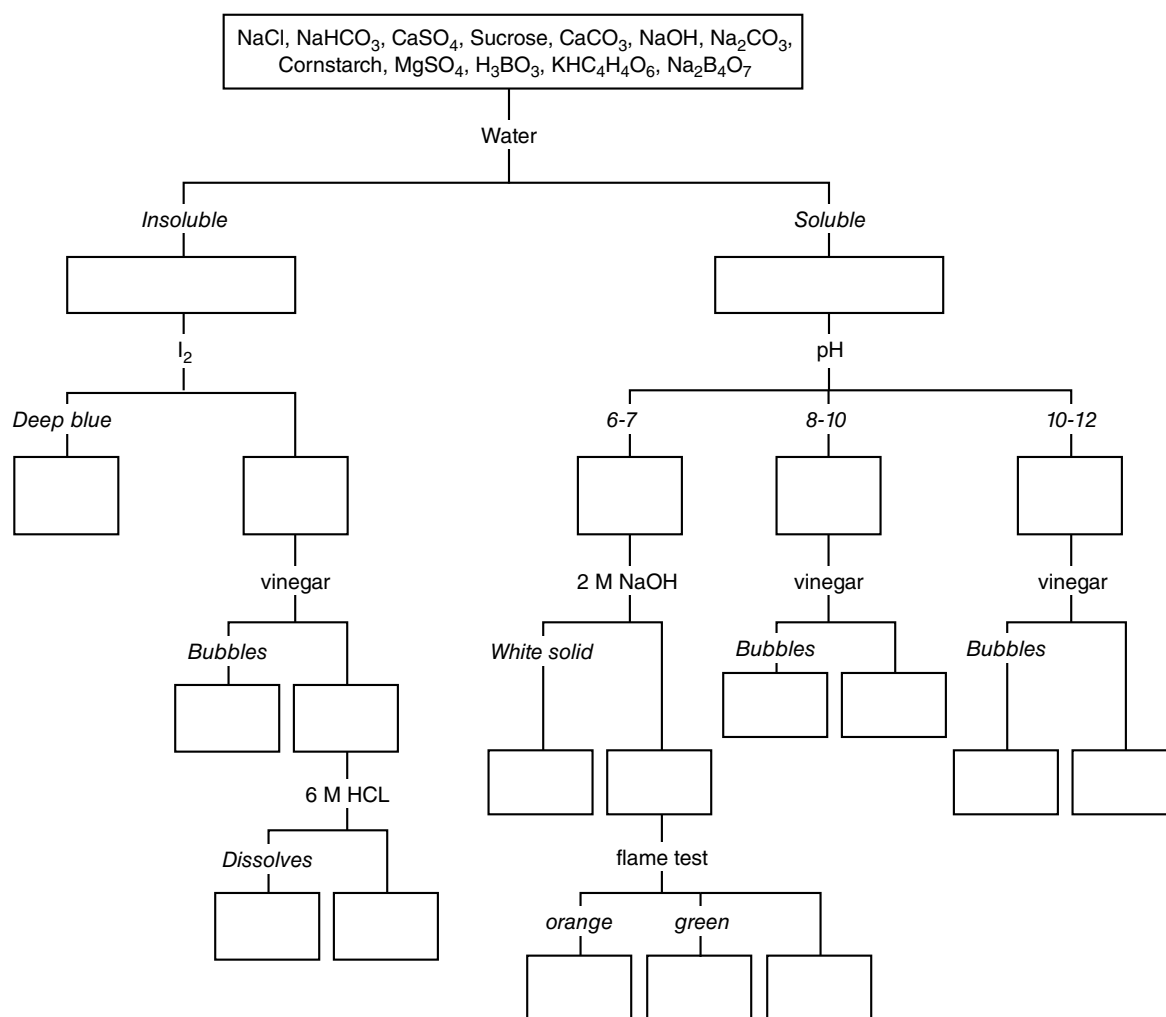 NaCl, NaHCO₃, CaSO₄, Sucrose, CaCO₃, NaOH, Na₂CO₃,
Cornstarch, MgSO₄, H₃BO₃, KHC₄H₄O₆, Na₂B₄O₇
Water
Insoluble
Soluble
I₂
pH
Deep blue
6-7
8-10
10-12
vinegar
2 M NaOH
vinegar
vinegar
Bubbles
White solid
Bubbles
Bubbles
6 M HCL
Dissolves
flame test
orange
green